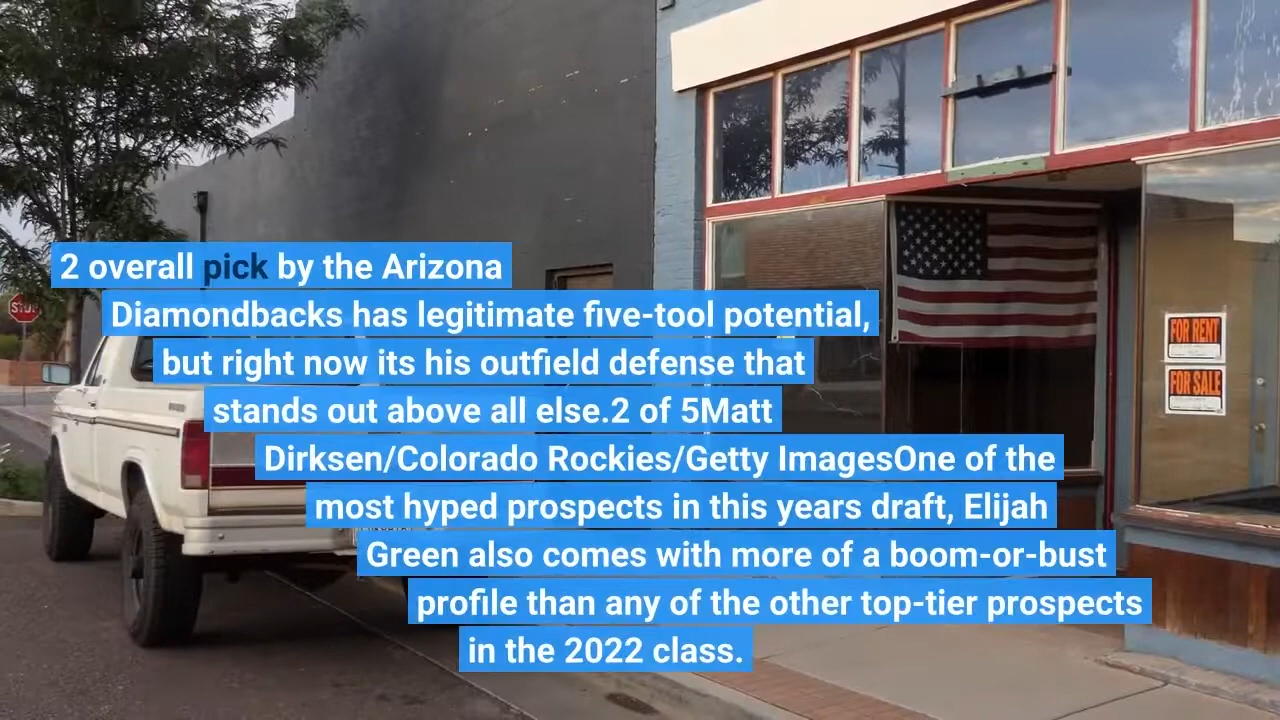 2 overall pick by the Arizona
Diamondbacks has legitimate five-tool potential,
but right now its his outfield defense that
stands out above all else.2 of 5Matt
Dirksen/Colorado Rockies/Getty ImagesOne of the
most hyped prospects in this years draft, Elijah
Green also comes with more of a boom-or-bust
profile than any of the other top-tier prospects
in the 2022 class.
STOP
FOR RENT
FOR SALE